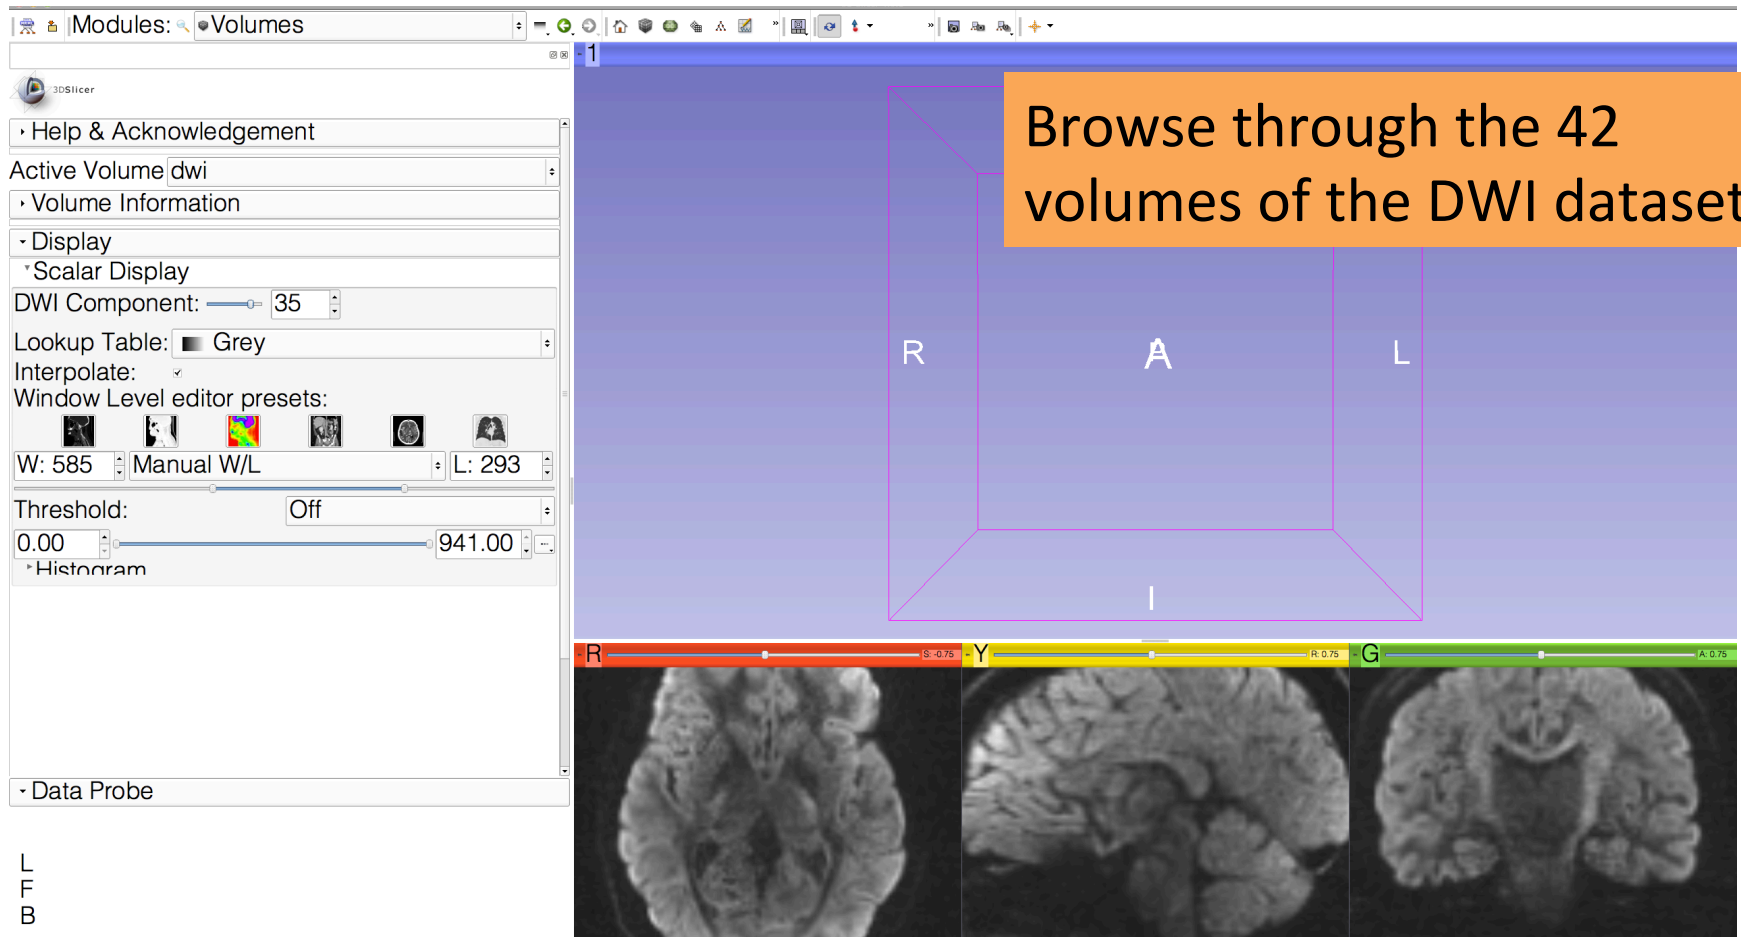 Modules: Volumes
3DSlicer
Help & Acknowledgement
Active Volume dwi
Volume Information
Display
Scalar Display
DWI Component: 35
Lookup Table: Grey
Interpolate:
Window Level editor presets:
W: 585 Manual W/L L: 293
Threshold: Off
0.00 941.00
Histogram
Data Probe
L
F
B
1
Browse through the 42
volumes of the DWI dataset
R A L
I
R S: -0.75
Y R: 0.75
G A: 0.75